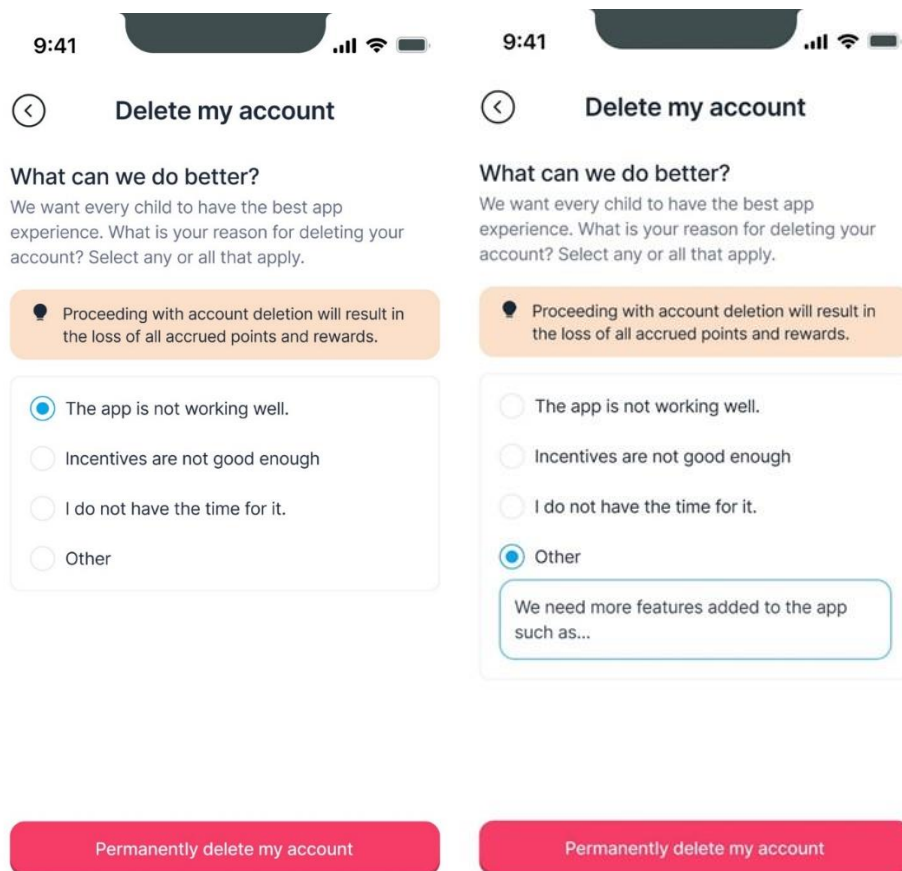 9:41
Delete my account
What can we do better?
We want every child to have the best app
experience. What is your reason for deleting your
account? Select any or all that apply.
Proceeding with account deletion will result in
the loss of all accrued points and rewards.
The app is not working well.
Incentives are not good enough
I do not have the time for it.
Other
Permanently delete my account
9:41
Delete my account
What can we do better?
We want every child to have the best app
experience. What is your reason for deleting your
account? Select any or all that apply.
Proceeding with account deletion will result in
the loss of all accrued points and rewards.
The app is not working well.
Incentives are not good enough
I do not have the time for it.
Other
We need more features added to the app
such as...
Permanently delete my account